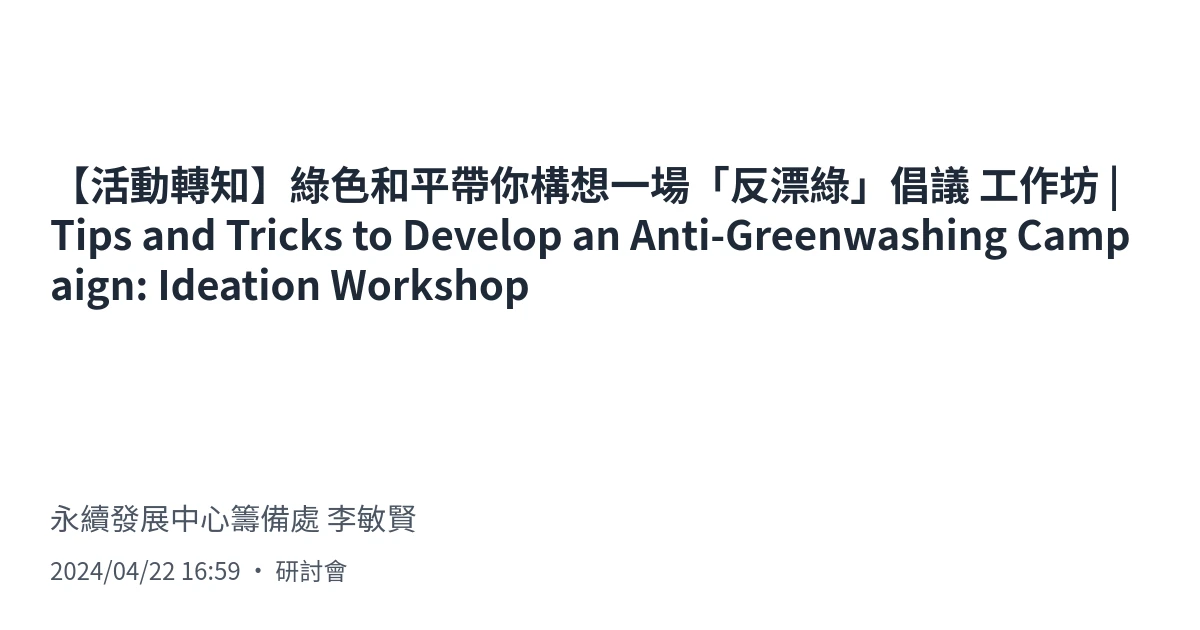 【活動轉知】綠色和平帶你構想一場「反漂綠」倡議 工作坊 |
Tips and Tricks to Develop an Anti-Greenwashing Camp
aign: Ideation Workshop
永續發展中心籌備處 李敏賢
2024/04/22 16:59 ・ 研討會